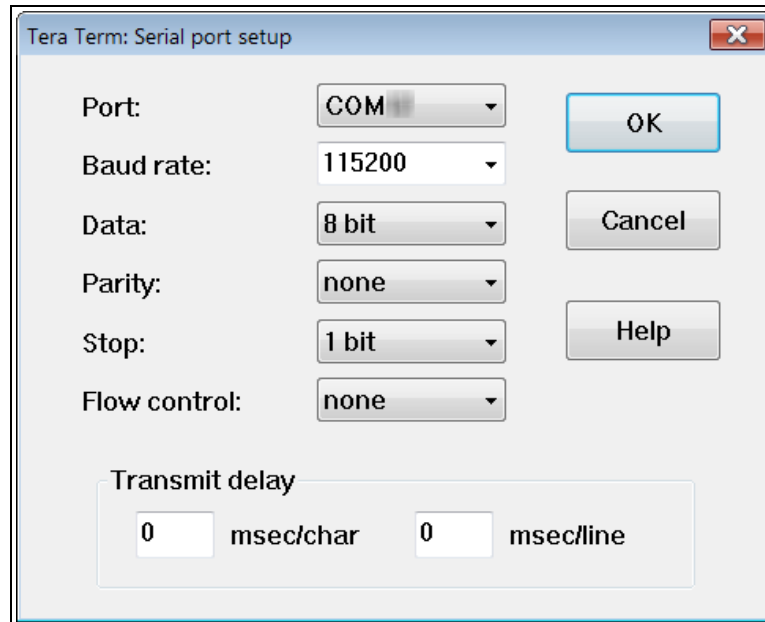 Tera Term: Serial port setup
Port: COM OK
Baud rate: 115200
Data: 8 bit Cancel
Parity: none
Stop: 1 bit Help
Flow control: none
Transmit delay
0 msec/char 0 msec/line